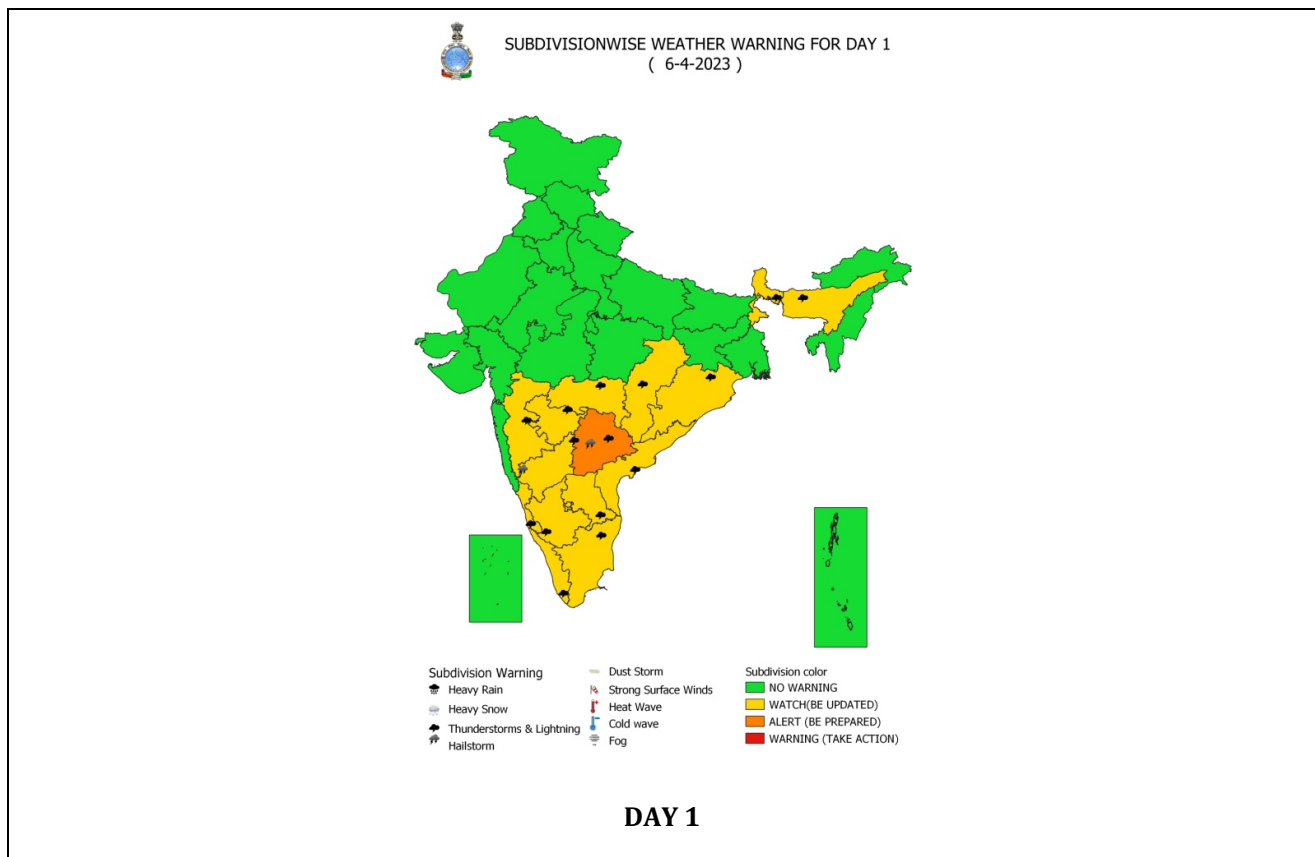 SUBDIVISIONWISE WEATHER WARNING FOR DAY 1
( 6-4-2023 )
Subdivision Warning
Heavy Rain
Heavy Snow
Thunderstorms & Lightning
Hailstorm
Dust Storm
Strong Surface Winds
Heat Wave
Cold wave
Fog
Subdivision color
NO WARNING
WATCH(BE UPDATED)
ALERT (BE PREPARED)
WARNING (TAKE ACTION)
DAY 1